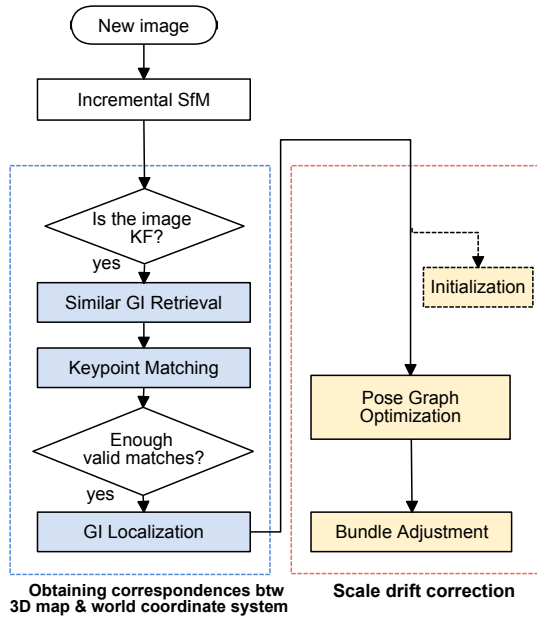 New image
Incremental SfM
Is the image
KF?
yes
Similar GI Retrieval
Keypoint Matching
Enough
valid matches?
yes
GI Localization
Obtaining correspondences btw
3D map & world coordinate system
Initialization
Pose Graph
Optimization
Bundle Adjustment
Scale drift correction